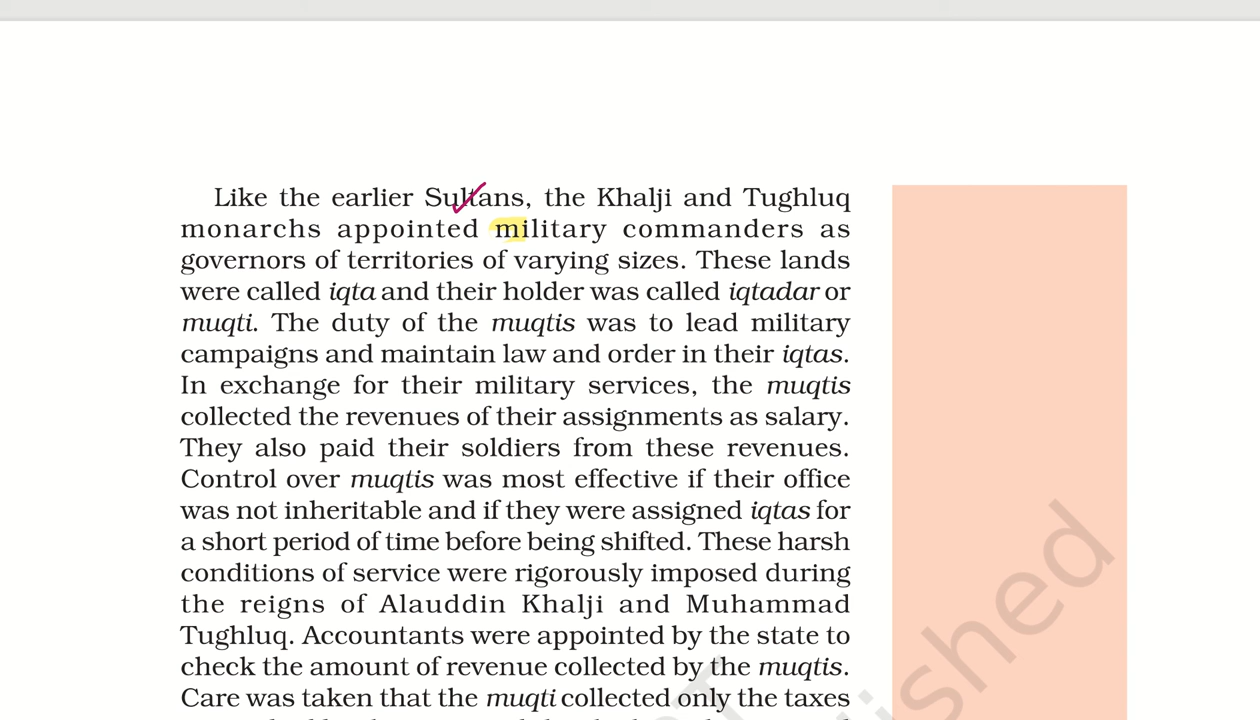 Like the earlier Sultans, the Khalji and Tughluq
monarchs appointed military commanders as
governors of territories of varying sizes. These lands
were called iqta and their holder was called iqtadar or
muqti. The duty of the muqtis was to lead military
campaigns and maintain law and order in their iqtas.
In exchange for their military services, the muqtis
collected the revenues of their assignments as salary.
They also paid their soldiers from these revenues.
Control over muqtis was most effective if their office
was not inheritable and if they were assigned iqtas for
a short period of time before being shifted. These harsh
conditions of service were rigorously imposed during
the reigns of Alauddin Khalji and Muhammad
Tughluq. Accountants were appointed by the state to
check the amount of revenue collected by the muqtis.
Care was taken that the muqti collected only the taxes